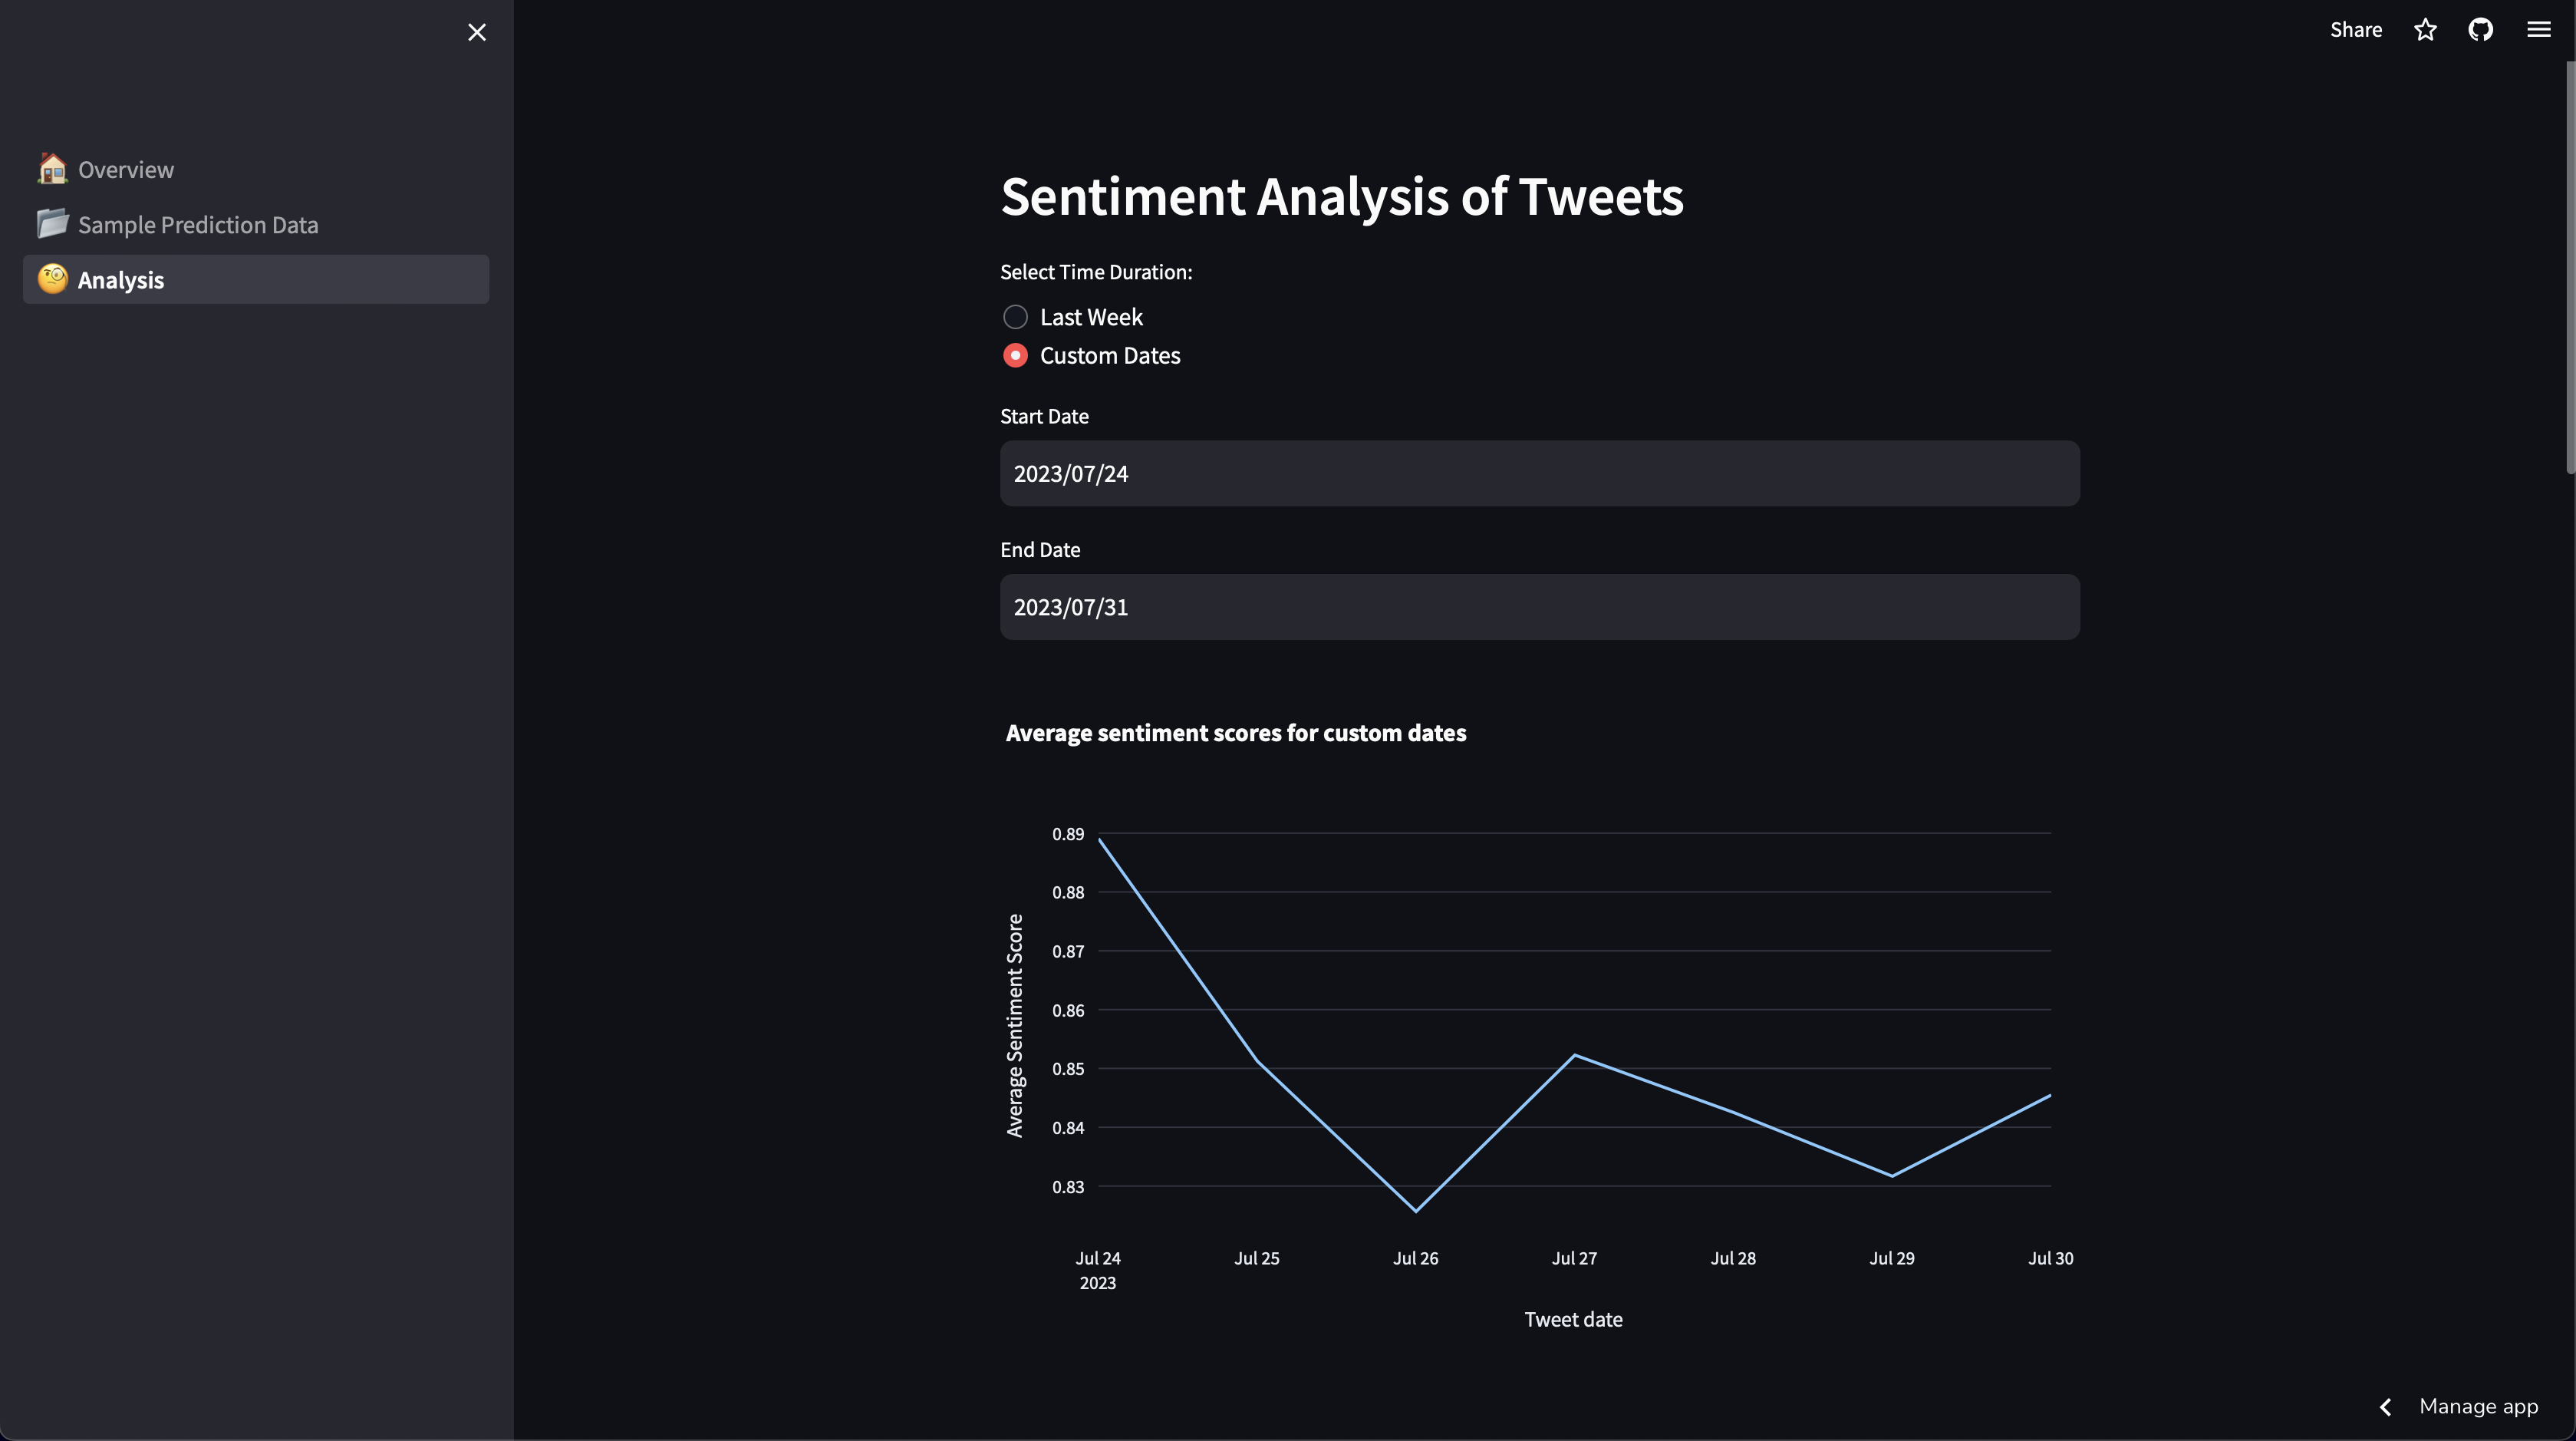 Share
Overview
Sample Prediction Data
Analysis
Sentiment Analysis of Tweets
Select Time Duration:
Last Week
Custom Dates
Start Date
2023/07/24
End Date
2023/07/31
Average sentiment scores for custom dates
Average Sentiment Score
0.89
0.88
0.87
0.86
0.85
0.84
0.83
Jul 24 Jul 25 Jul 26 Jul 27 Jul 28 Jul 29 Jul 30
2023
Tweet date
Manage app